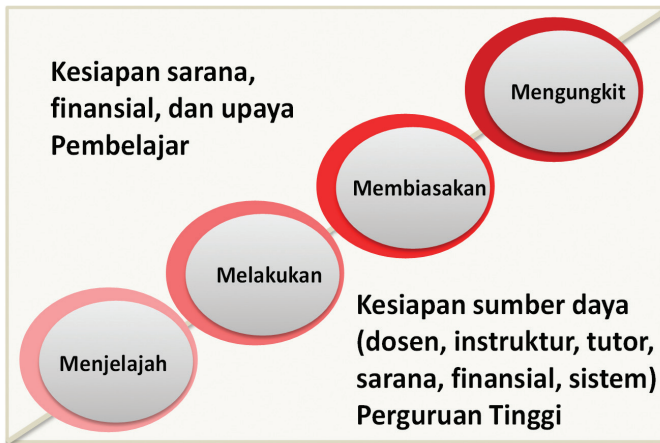 Kesiapan sarana,
finansial, dan upaya
Pembelajar
Mengungkit
Membiasakan
Melakukan
Menjelajah
Kesiapan sumber daya
(dosen, instruktur, tutor,
sarana, finansial, sistem)
Perguruan Tinggi